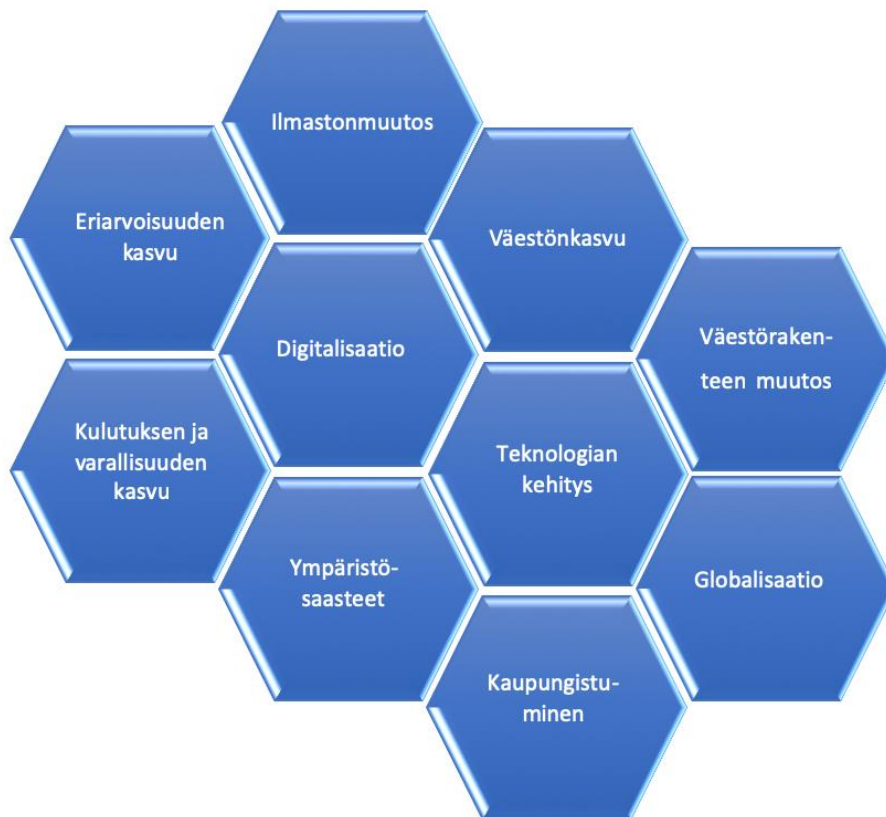 Ilmastonmuutos
Eriarvoisuuden
kasvu
Väestönkasvu
Digitalisaatio
Väestöraken-
teen muutos
Kulutuksen ja
varallisuuden
kasvu
Teknologian
kehitys
Ympäristö-
saasteet
Globalisaatio
Kaupungistu-
minen